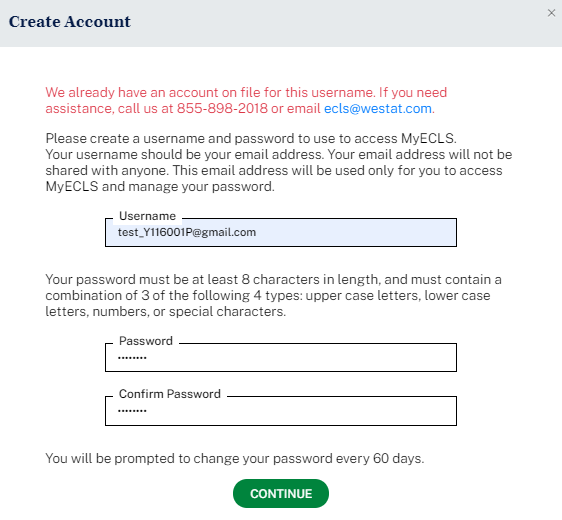 Create Account
×
We already have an account on file for this username. If you need
assistance, call us at 855-898-2018 or email ecls@westat.com.
Please create a username and password to use to access MyECLS.
Your username should be your email address. Your email address will not be
shared with anyone. This email address will be used only for you to access
MyECLS and manage your password.
Username
test_Y116001P@gmail.com
Your password must be at least 8 characters in length, and must contain a
combination of 3 of the following 4 types: upper case letters, lower case
letters, numbers, or special characters.
Password
••••••••
Confirm Password
••••••••
You will be prompted to change your password every 60 days.
CONTINUE